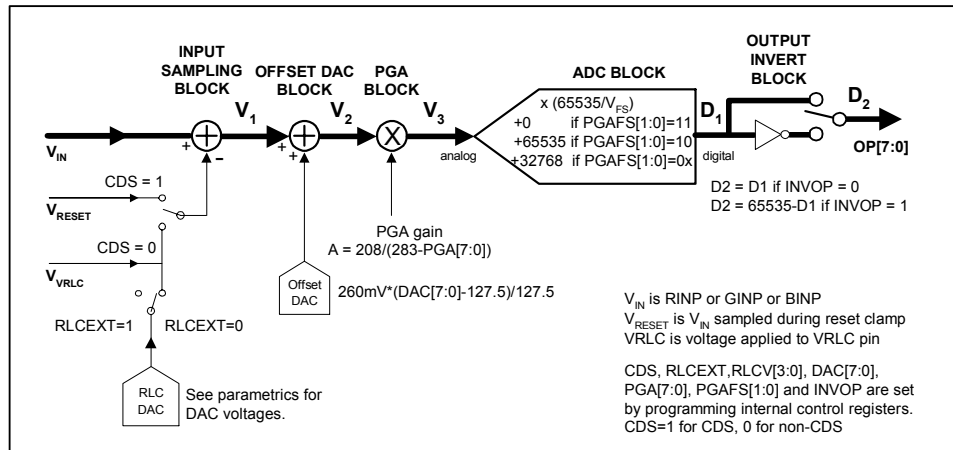 INPUT
SAMPLING
BLOCK
OFFSET DAC
BLOCK
PGA
BLOCK
ADC BLOCK
OUTPUT
INVERT
BLOCK
V1
V2
V3
D1
D2
x (65535/VFS)
+0 if PGAFS[1:0]=11
+65535 if PGAFS[1:0]=10
+32768 if PGAFS[1:0]=0x
+
+
–
+
+
X
analog
digital
VIN
OP[7:0]
D2 = D1 if INVOP = 0
D2 = 65535-D1 if INVOP = 1
CDS = 1
VRESET
CDS = 0
VVRLC
PGA gain
A = 208/(283-PGA[7:0])
Offset
DAC
260mV*(DAC[7:0]-127.5)/127.5
RLCEXT=1
RLCEXT=0
RLC
DAC
See parametrics for
DAC voltages.
VIN is RINP or GINP or BINP
VRESET is VIN sampled during reset clamp
VRLC is voltage applied to VRLC pin
CDS, RLCEXT,RLCV[3:0], DAC[7:0],
PGA[7:0], PGAFS[1:0] and INVOP are set
by programming internal control registers.
CDS=1 for CDS, 0 for non-CDS